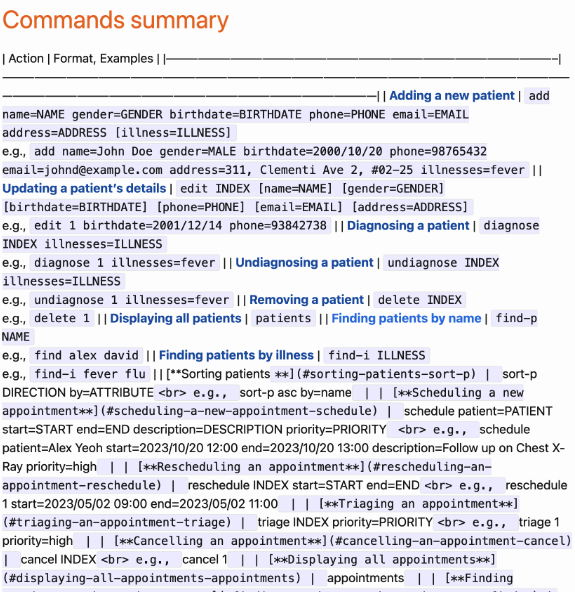 Commands summary
| Action | Format, Examples | |————————————————————————–|
—————————————————————————————————————
———————————————————————| | Adding a new patient | add
name=NAME gender=GENDER birthdate=BIRTHDATE phone=PHONE email=EMAIL
address=ADDRESS [illness=ILLNESS]
e.g., add name=John Doe gender=MALE birthdate=2000/10/20 phone=98765432
email=johnd@example.com address=311, Clementi Ave 2, #02-25 illnesses=fever | |
Updating a patient’s details | edit INDEX [name=NAME] [gender=GENDER]
[birthdate=BIRTHDATE] [phone=PHONE] [email=EMAIL] [address=ADDRESS]
e.g., edit 1 birthdate=2001/12/14 phone=93842738 | | Diagnosing a patient | diagnose
INDEX illnesses=ILLNESS
e.g., diagnose 1 illnesses=fever | | Undiagnosing a patient | undiagnose INDEX
illnesses=ILLNESS
e.g., undiagnose 1 illnesses=fever | | Removing a patient | delete INDEX
e.g., delete 1 | | Displaying all patients | patients | | Finding patients by name | find-p
NAME
e.g., find alex david | | Finding patients by illness | find-i ILLNESS
e.g., find-i fever flu | | [**Sorting patients **](#sorting-patients-sort-p) | sort-p
DIRECTION by=ATTRIBUTE <br> e.g., sort-p asc by=name | | [**Scheduling a new
appointment**](#scheduling-a-new-appointment-schedule) | schedule patient=PATIENT
start=START end=END description=DESCRIPTION priority=PRIORITY <br> e.g., schedule
patient=Alex Yeoh start=2023/10/20 12:00 end=2023/10/20 13:00 description=Follow up on Chest X-
Ray priority=high | | [**Rescheduling an appointment**](#rescheduling-an-
appointment-reschedule) | reschedule INDEX start=START end=END <br> e.g., reschedule
1 start=2023/05/02 09:00 end=2023/05/02 11:00 | | [**Triaging an appointment**]
(#triaging-an-appointment-triage) | triage INDEX priority=PRIORITY <br> e.g., triage 1
priority=high | | [**Cancelling an appointment**](#cancelling-an-appointment-cancel)
| cancel INDEX <br> e.g., cancel 1 | | [**Displaying all appointments**]
(#displaying-all-appointments-appointments) | appointments | | [**Finding